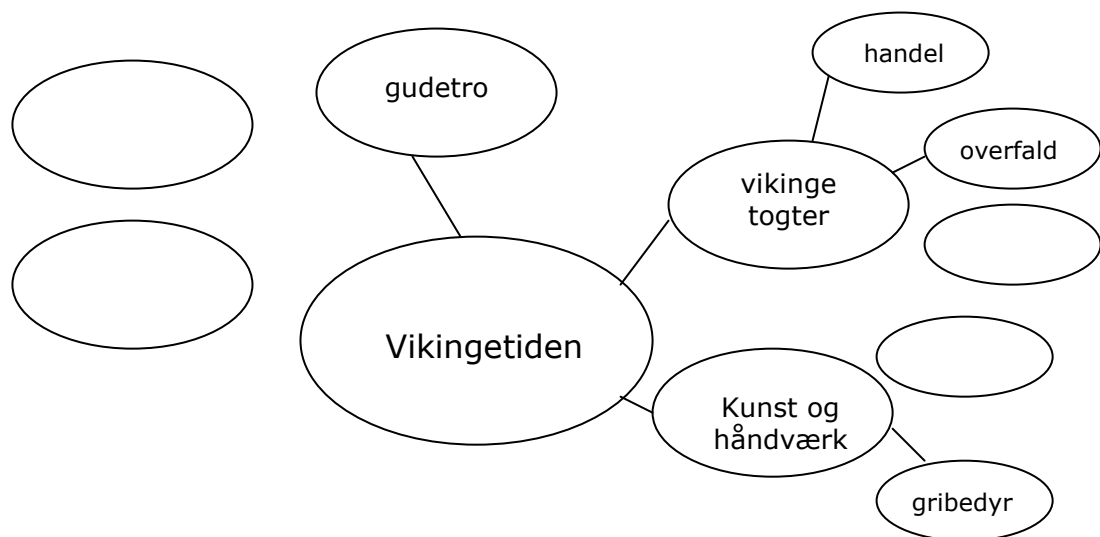 handel
gudetro
overfald
vikinge
togter
Vikingetiden
Kunst og
håndværk
gribedyr